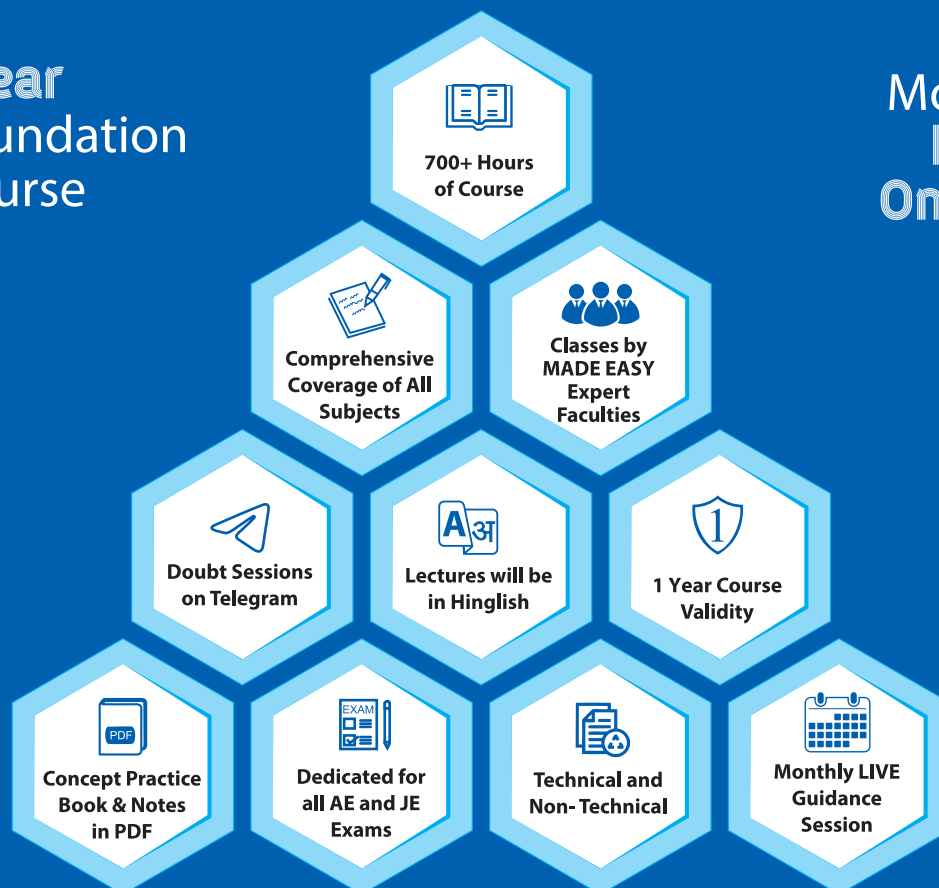 ear
undation
urse
Mo
On
700+ Hours
of Course
Comprehensive
Coverage of All
Subjects
Classes by
MADE EASY
Expert
Faculties
Doubt Sessions
on Telegram
A अ
Lectures will be
in Hinglish
1
1 Year Course
Validity
PDF
Concept Practice
Book & Notes
in PDF
EXAM
Dedicated for
all AE and JE
Exams
Technical and
Non- Technical
Monthly LIVE
Guidance
Session